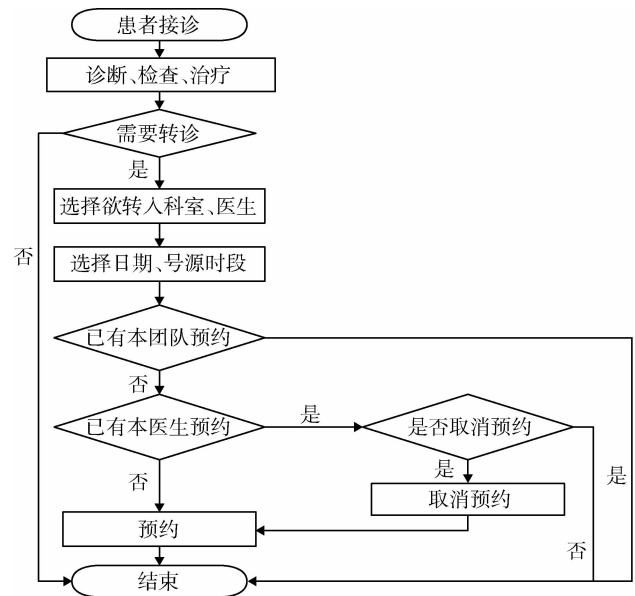 患者接诊
诊断、检查、治疗
需要转诊
是
选择欲转入科室、医生
否
选择日期、号源时段
已有本团队预约
否
已有本医生预约
是
是否取消预约
是
是
否
取消预约
预约
否
结束